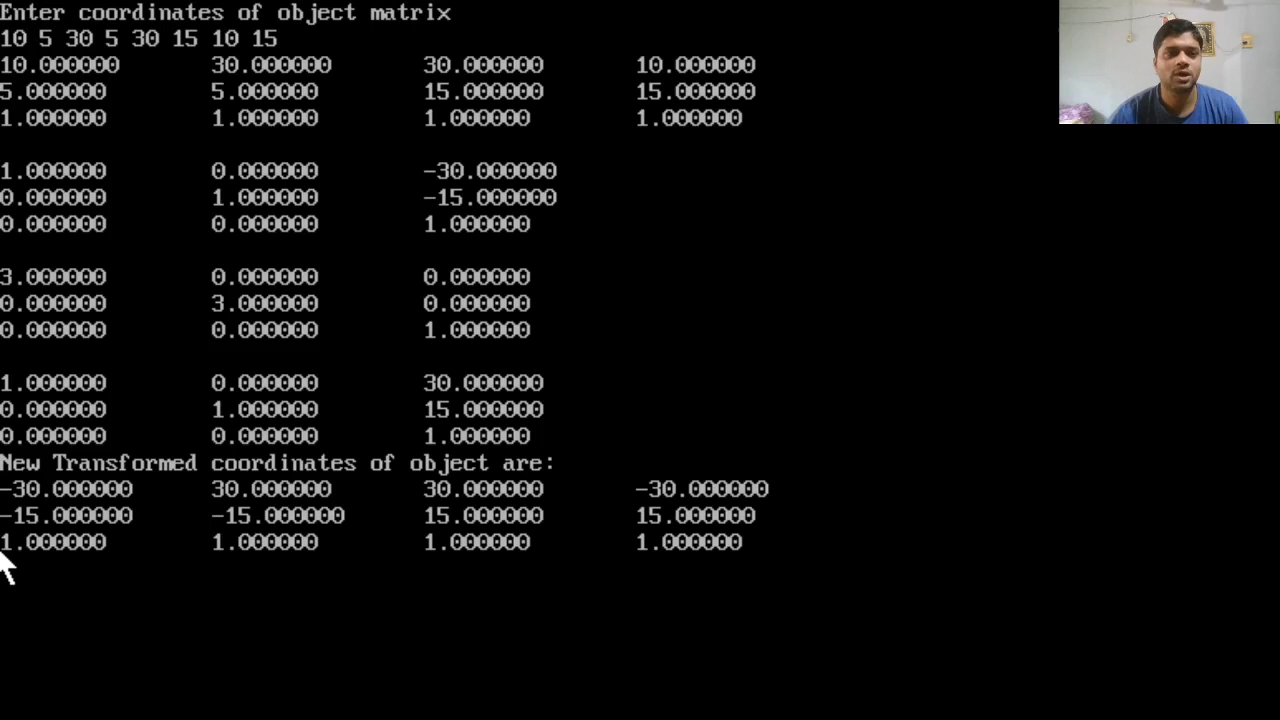 Enter coordinates of object matrix
10 5 30 5 30 15 10 15
10.000000 30.000000 30.000000 10.000000
5.000000 5.000000 15.000000 15.000000
1.000000 1.000000 1.000000 1.000000
1.000000 0.000000 -30.000000
0.000000 1.000000 -15.000000
0.000000 0.000000 1.000000
3.000000 0.000000 0.000000
0.000000 3.000000 0.000000
0.000000 0.000000 1.000000
1.000000 0.000000 30.000000
0.000000 1.000000 15.000000
0.000000 0.000000 1.000000
New Transformed coordinates of object are:
-30.000000 30.000000 30.000000 -30.000000
-15.000000 -15.000000 15.000000 15.000000
1.000000 1.000000 1.000000 1.000000